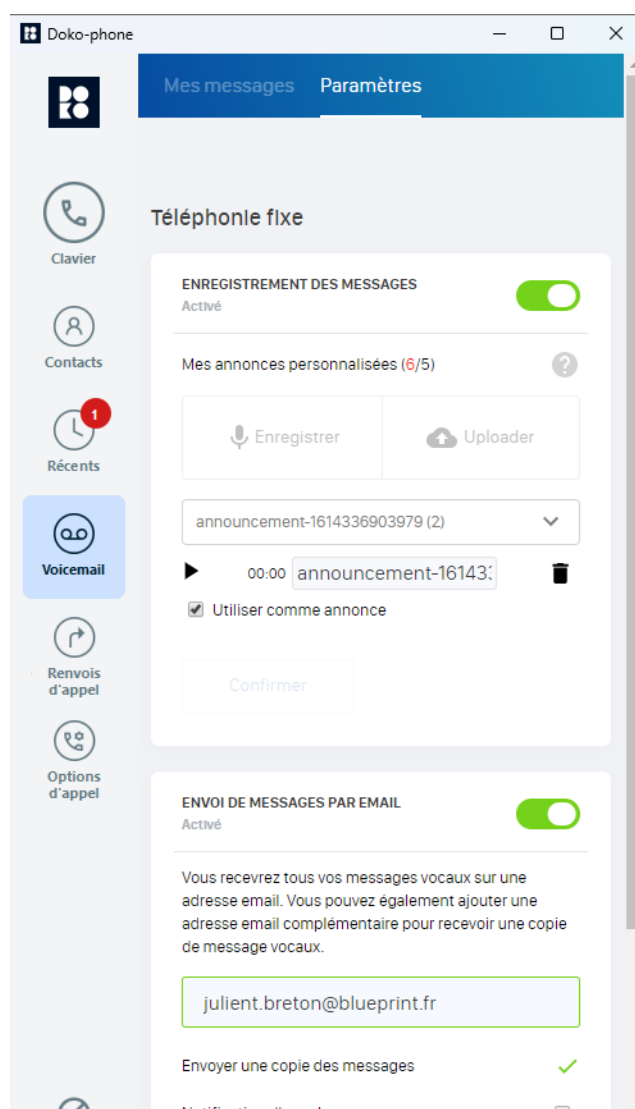 Doko-phone
Mes messages Paramètres
Clavier
Contacts
1
Récents
Voicemail
Renvois
d'appel
Options
d'appel
Téléphonie fixe
ENREGISTREMENT DES MESSAGES
Activé
Mes annonces personnalisées (6/5)
?
Enregistrer Uploader
announcement-1614336903979 (2)
00:00 announcement-161433
Utiliser comme annonce
Confirmer
ENVOI DE MESSAGES PAR EMAIL
Activé
Vous recevrez tous vos messages vocaux sur une
adresse email. Vous pouvez également ajouter une
adresse email complémentaire pour recevoir une copie
de message vocaux.
julient.breton@blueprint.fr
Envoyer une copie des messages